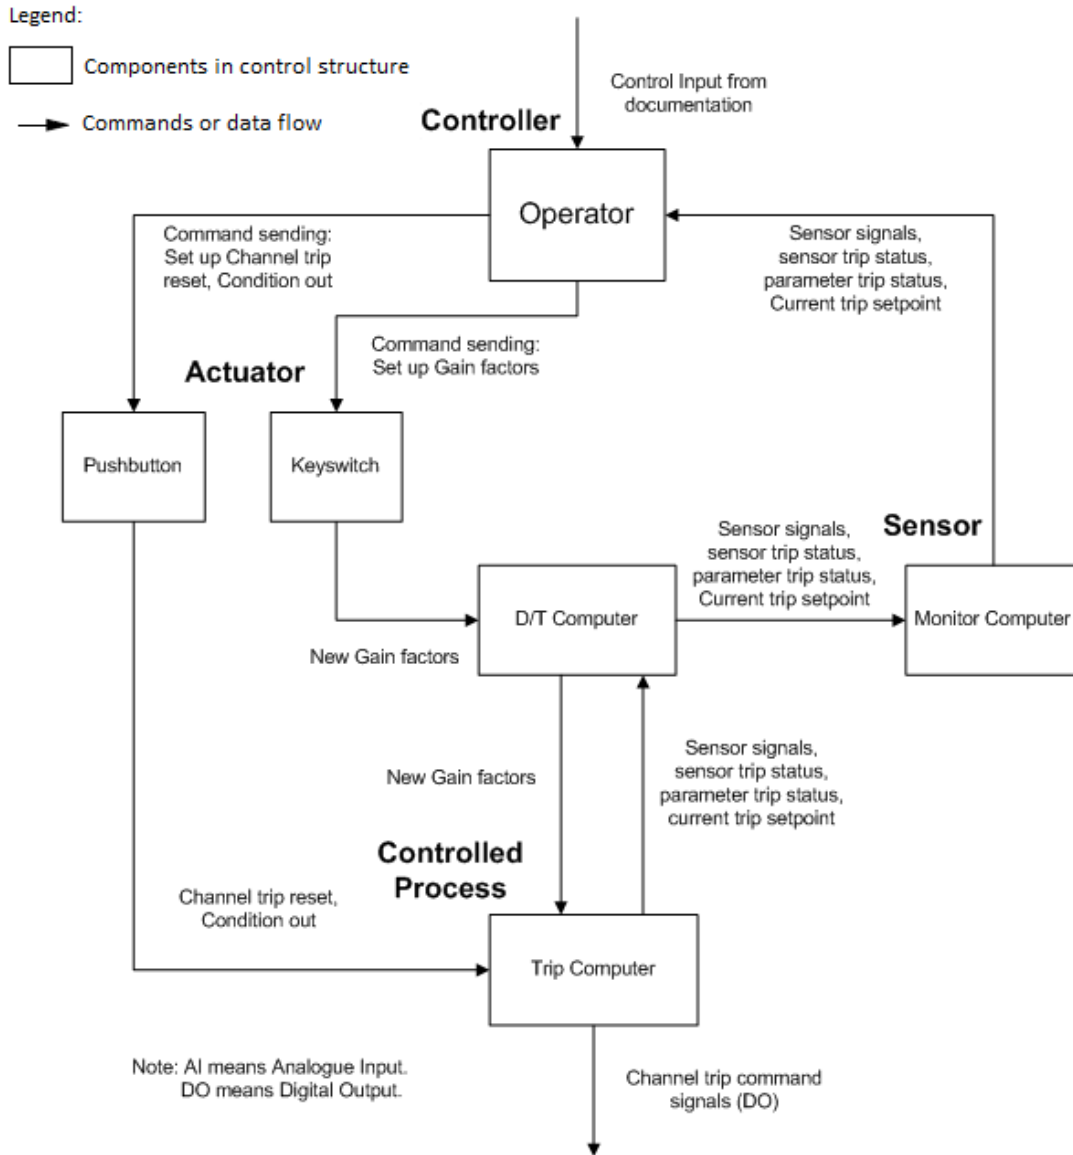 Legend:
Components in control structure
Commands or data flow
Control Input from
documentation
Controller
Operator
Command sending:
Set up Channel trip
reset, Condition out
Sensor signals,
sensor trip status,
parameter trip status,
Current trip setpoint
Command sending:
Set up Gain factors
Actuator
Pushbutton
Keyswitch
Sensor signals,
sensor trip status,
parameter trip status,
Current trip setpoint
Sensor
D/T Computer
Monitor Computer
New Gain factors
New Gain factors
Sensor signals,
sensor trip status,
parameter trip status,
current trip setpoint
Controlled
Process
Channel trip reset,
Condition out
Trip Computer
Note: AI means Analogue Input.
DO means Digital Output.
Channel trip command
signals (DO)